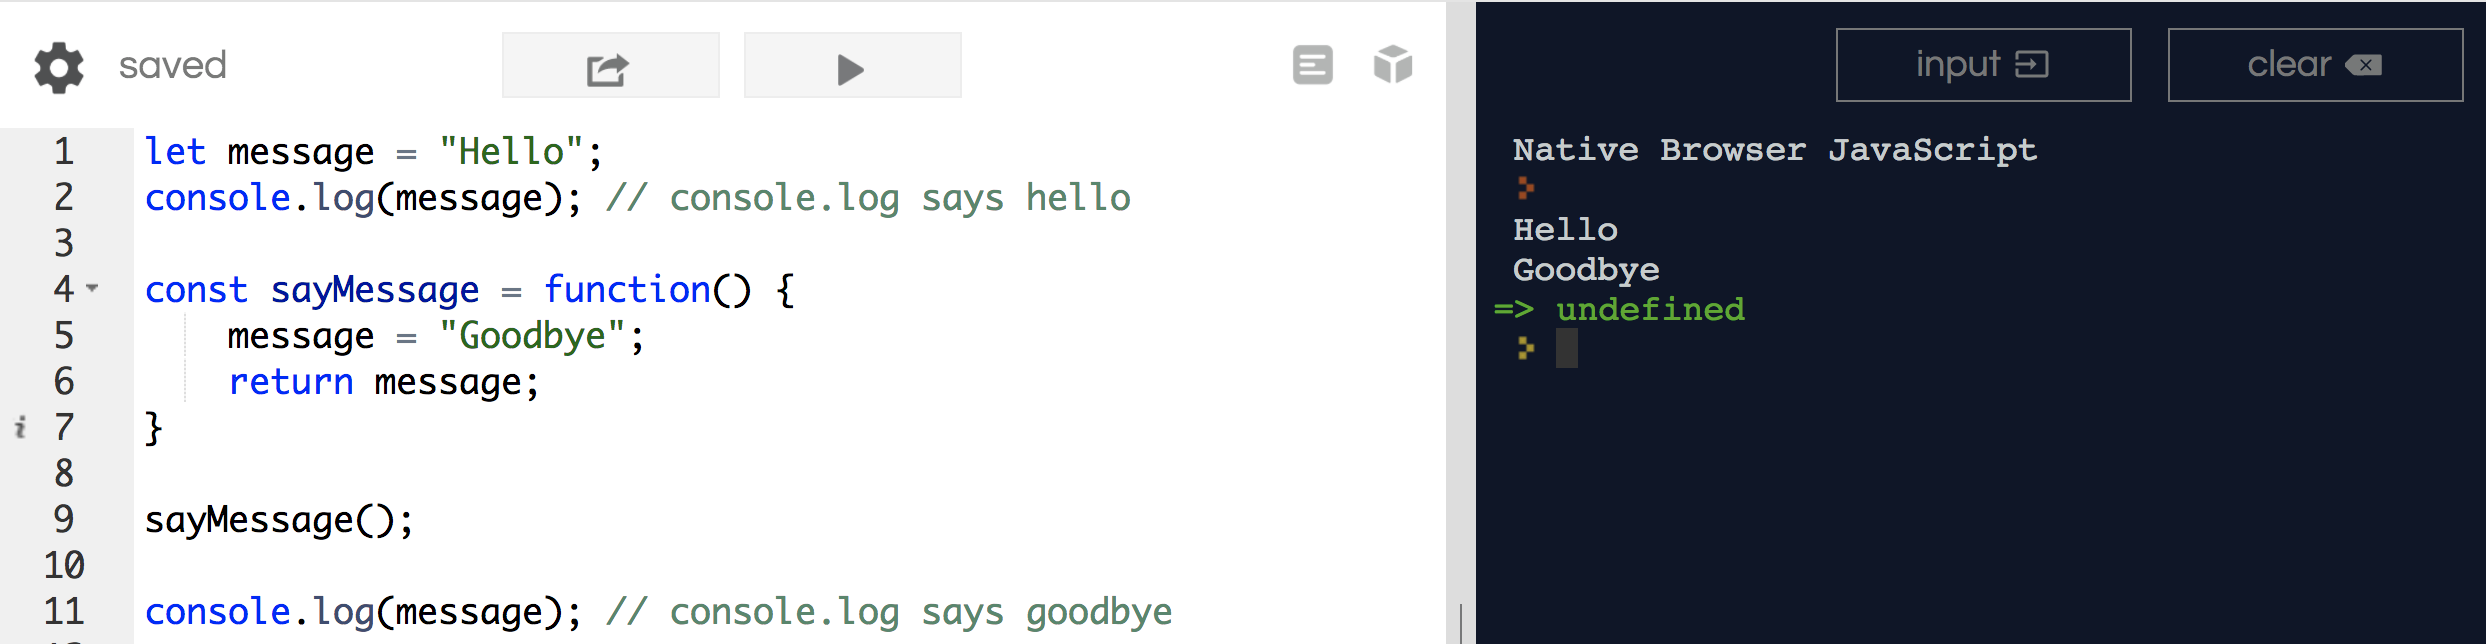 saved
1 let message = "Hello";
2 console.log(message); // console.log says hello
3
4 const sayMessage = function() {
5     message = "Goodbye";
6     return message;
i 7 }
8
9 sayMessage();
10
11 console.log(message); // console.log says goodbye
input
clear
Native Browser JavaScript
Hello
Goodbye
=> undefined